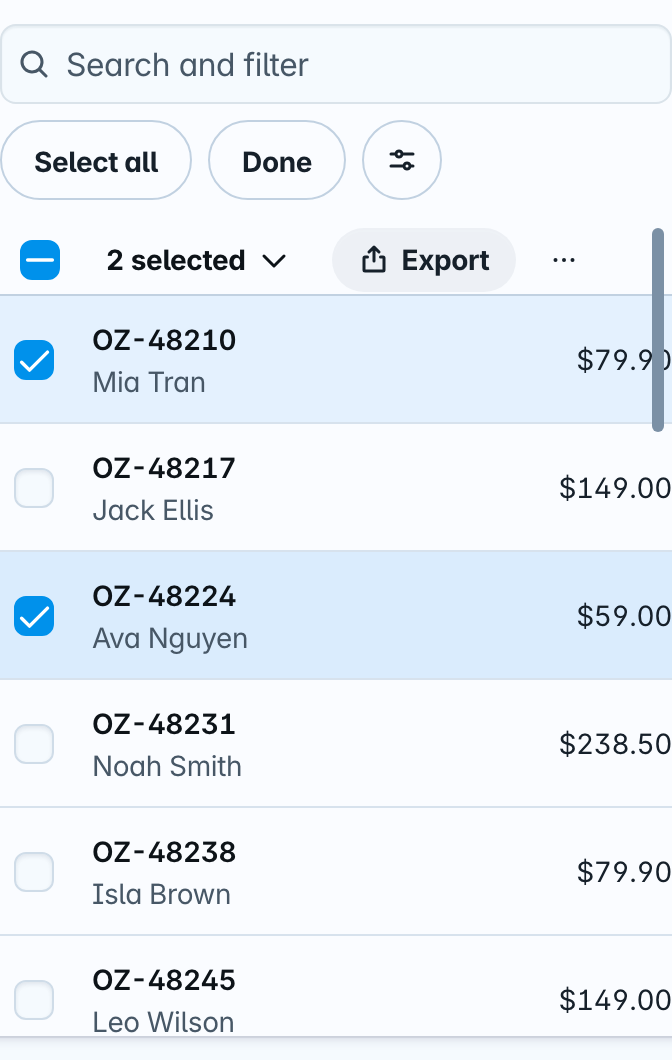 Search and filter
Select all
Done
2 selected
Export
OZ-48210
Mia Tran
$79.90
OZ-48217
Jack Ellis
$149.00
OZ-48224
Ava Nguyen
$59.00
OZ-48231
Noah Smith
$238.50
OZ-48238
Isla Brown
$79.90
OZ-48245
Leo Wilson
$149.00